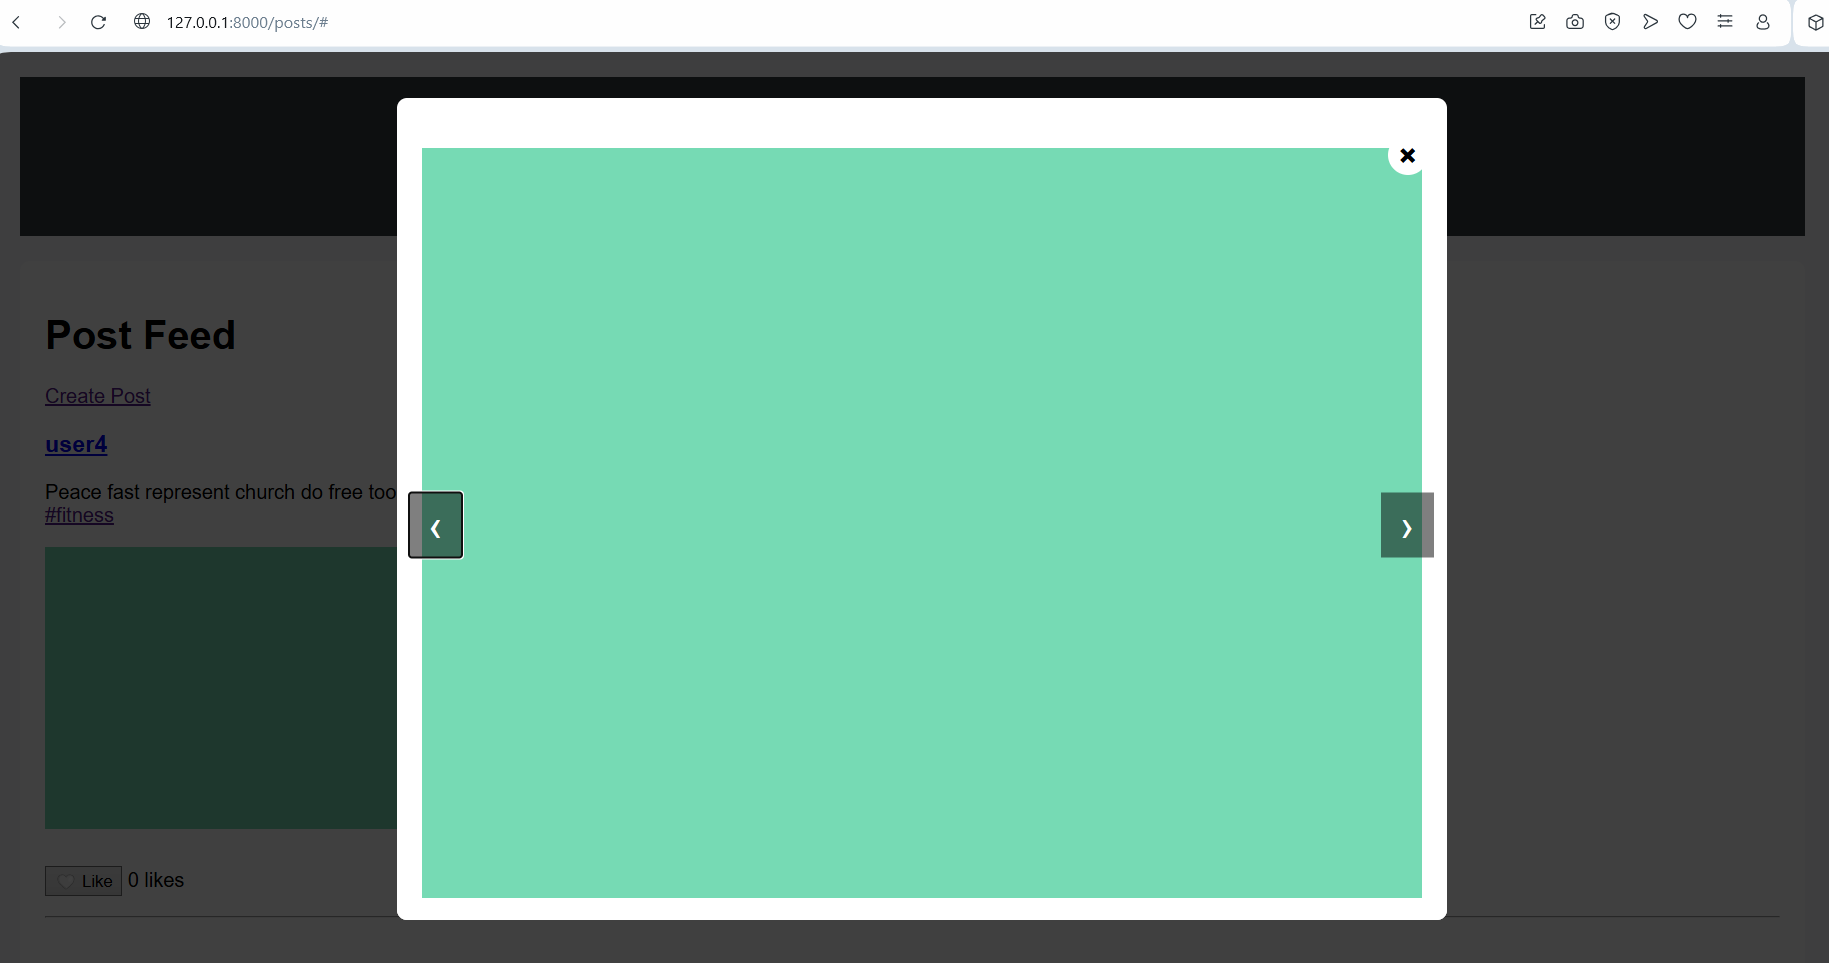 127.0.0.1:8000/posts/#
Post Feed
Create Post
user4
Peace fast represent church do free too
#fitness
Like 0 likes